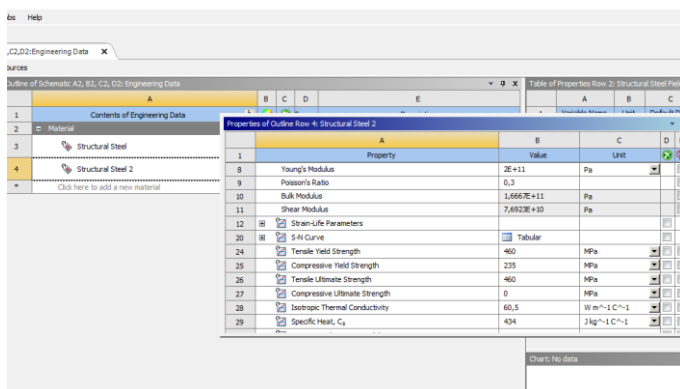 Help
,C2,D2:Engineering Data X
Outline of Schematic A2, B2, C2, D2: Engineering Data
Table of Properties Row 2: Structural Steel Fiel
A B C D E
A B C
1 Contents of Engineering Data
2 Material
3 Structural Steel
4 Structural Steel 2
* Click here to add a new material
Properties of Outline Row 4: Structural Steel 2
A B C D
1 Property Value Unit
8 Young's Modulus 2E+11 Pa
9 Poisson's Ratio 0,3
10 Bulk Modulus 1,6667E+11 Pa
11 Shear Modulus 7,6923E+10 Pa
12 Strain-Life Parameters
20 S-N Curve Tabular
24 Tensile Yield Strength 460 MPa
25 Compressive Yield Strength 235 MPa
26 Tensile Ultimate Strength 460 MPa
27 Compressive Ultimate Strength 0 MPa
28 Isotropic Thermal Conductivity 60,5 W m^-1 C^-1
29 Specific Heat, Cₚ 434 J kg^-1 C^-1
Chart: No data